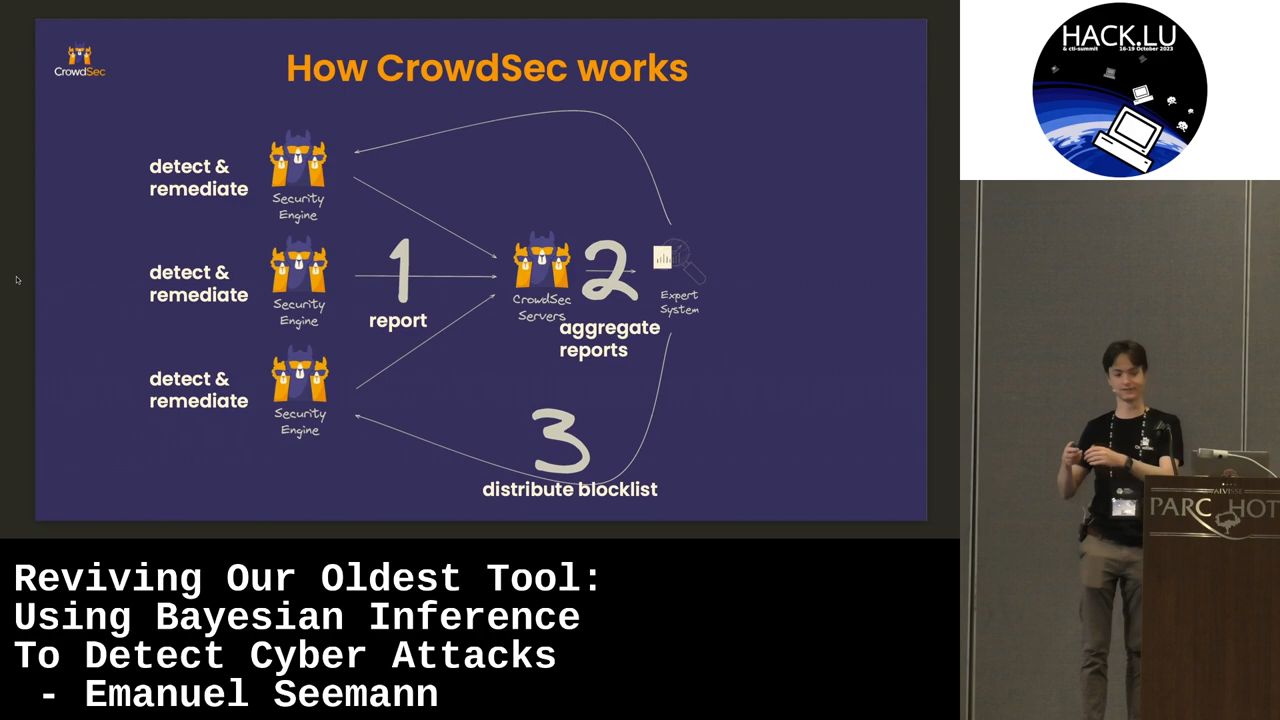 CrowdSec
How CrowdSec works
detect &
remediate
Security
Engine
detect &
remediate
Security
Engine
detect &
remediate
Security
Engine
1
report
CrowdSec
Servers
2
aggregate
reports
Expert
System
3
distribute blocklist
HACK.LU
& cti-summit 16-19 October 2023
ALVISSE
PARC HOT
Reviving Our Oldest Tool:
Using Bayesian Inference
To Detect Cyber Attacks
- Emanuel Seemann